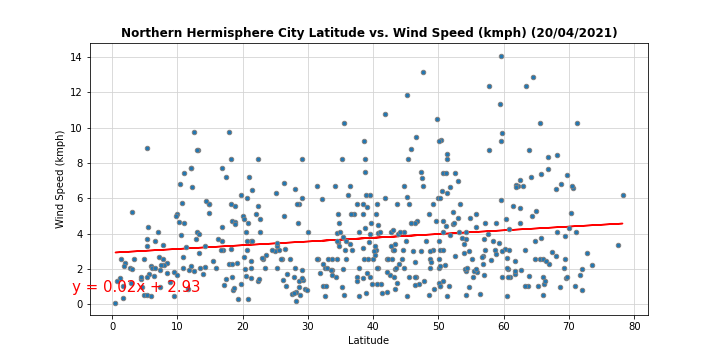 Northern Hermisphere City Latitude vs. Wind Speed (kmph) (20/04/2021)
14
12
10
8
6
4
2
0
Wind Speed (kmph)
y = 0.02x + 2.93
0 10 20 30 40 50 60 70 80
Latitude